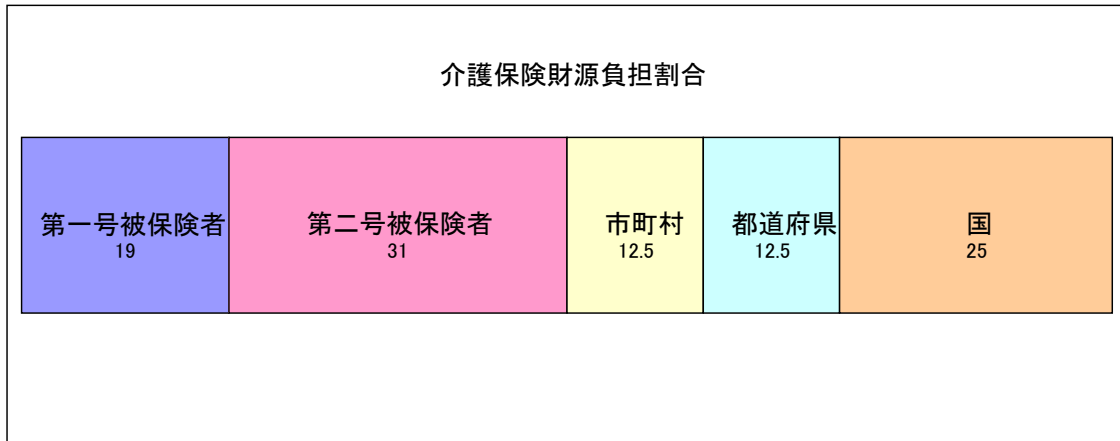 介護保険財源負担割合
第一号被保険者
19
第二号被保険者
31
市町村
12.5
都道府県
12.5
国
25